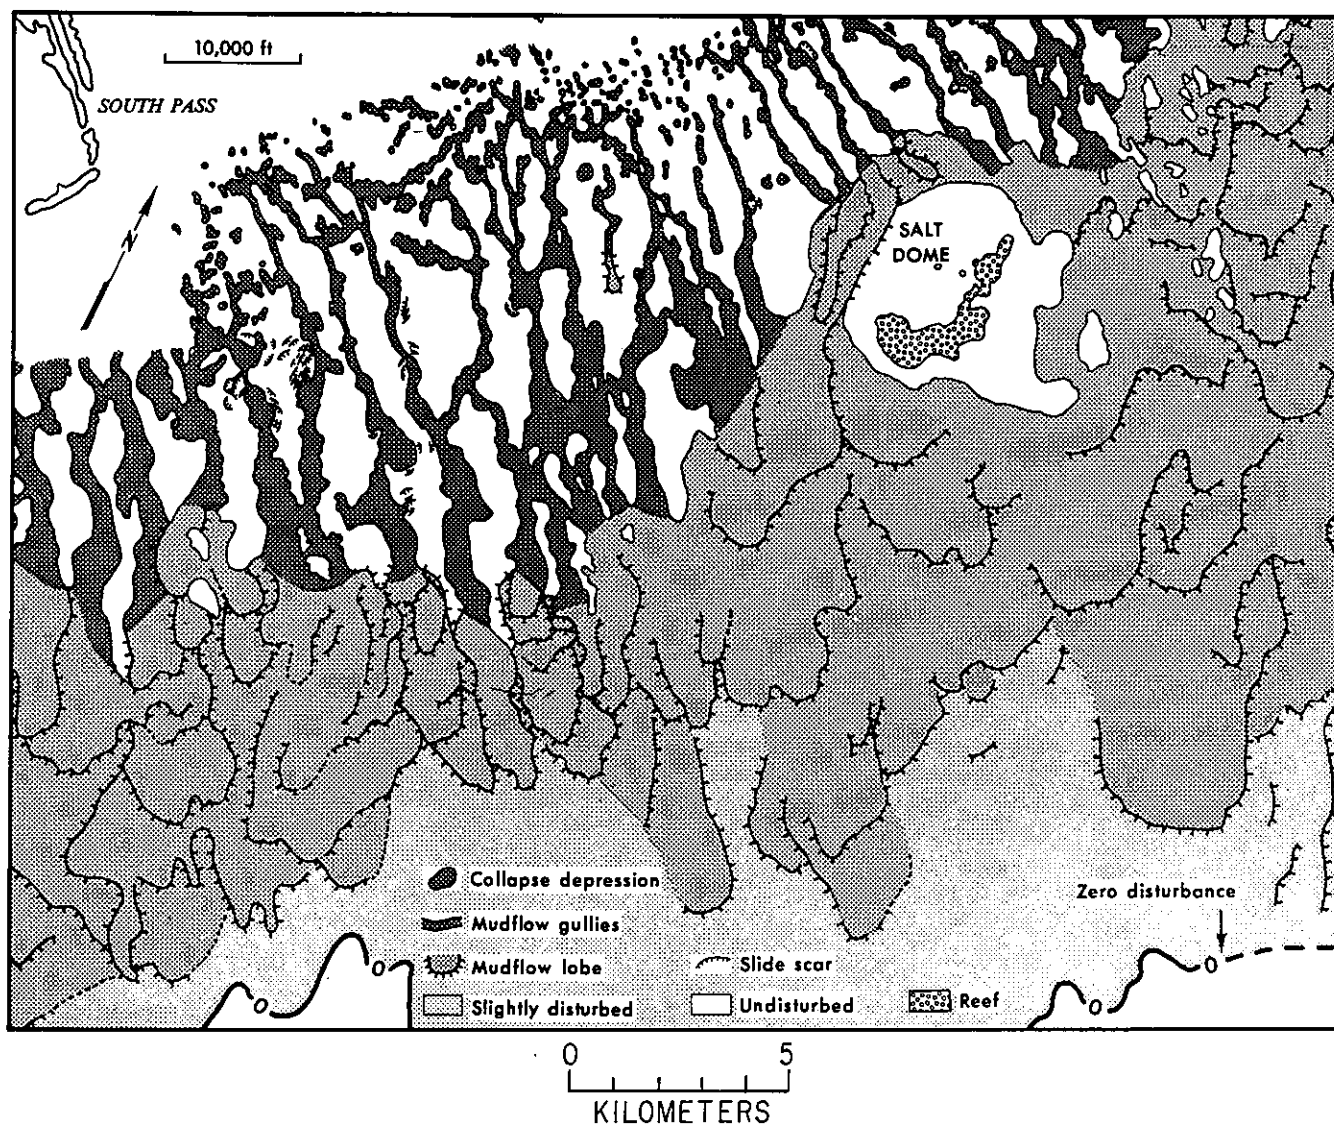 10,000 ft
SOUTH PASS
N
SALT
DOME
Collapse depression
Zero disturbance
Mudflow gullies
Mudflow lobe
Slide scar
Slightly disturbed
Undisturbed
Reef
0
0
0
0
0 5
KILOMETERS